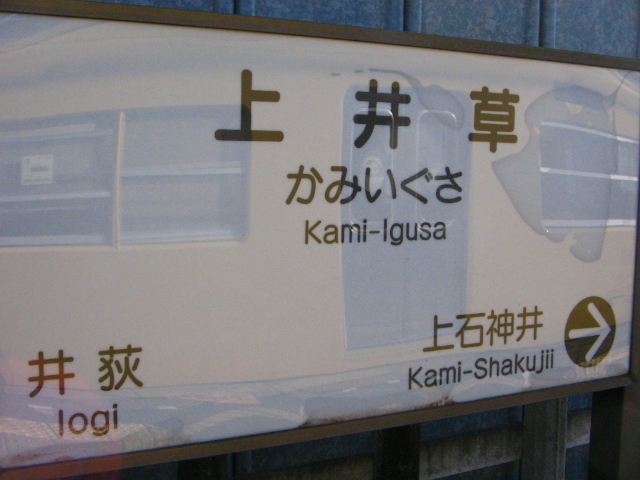 上井草
かみいぐさ
Kami-Igusa
井荻
Iogi
上石神井
Kami-Shakujii